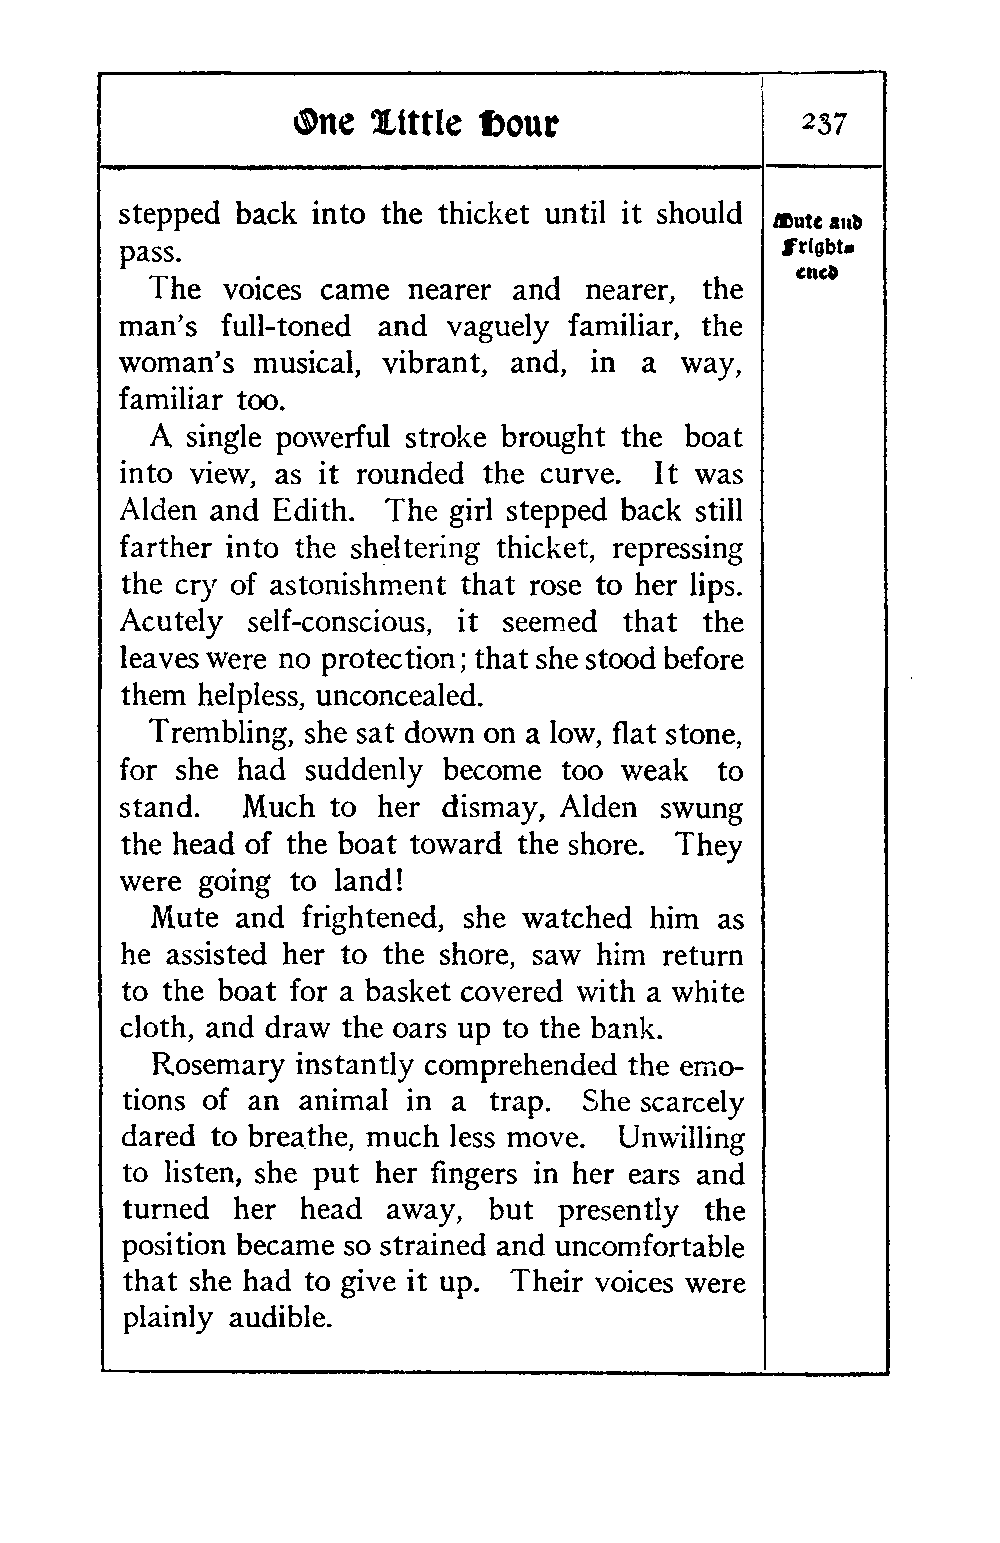 One Little Hour
237
stepped back into the thicket until it should
pass.
Mute and
Fright-
ened
The voices came nearer and nearer, the
man's full-toned and vaguely familiar, the
woman's musical, vibrant, and, in a way,
familiar too.
A single powerful stroke brought the boat
into view, as it rounded the curve. It was
Alden and Edith. The girl stepped back still
farther into the sheltering thicket, repressing
the cry of astonishment that rose to her lips.
Acutely self-conscious, it seemed that the
leaves were no protection; that she stood before
them helpless, unconcealed.
Trembling, she sat down on a low, flat stone,
for she had suddenly become too weak to
stand. Much to her dismay, Alden swung
the head of the boat toward the shore. They
were going to land!
Mute and frightened, she watched him as
he assisted her to the shore, saw him return
to the boat for a basket covered with a white
cloth, and draw the oars up to the bank.
Rosemary instantly comprehended the emo-
tions of an animal in a trap. She scarcely
dared to breathe, much less move. Unwilling
to listen, she put her fingers in her ears and
turned her head away, but presently the
position became so strained and uncomfortable
that she had to give it up. Their voices were
plainly audible.